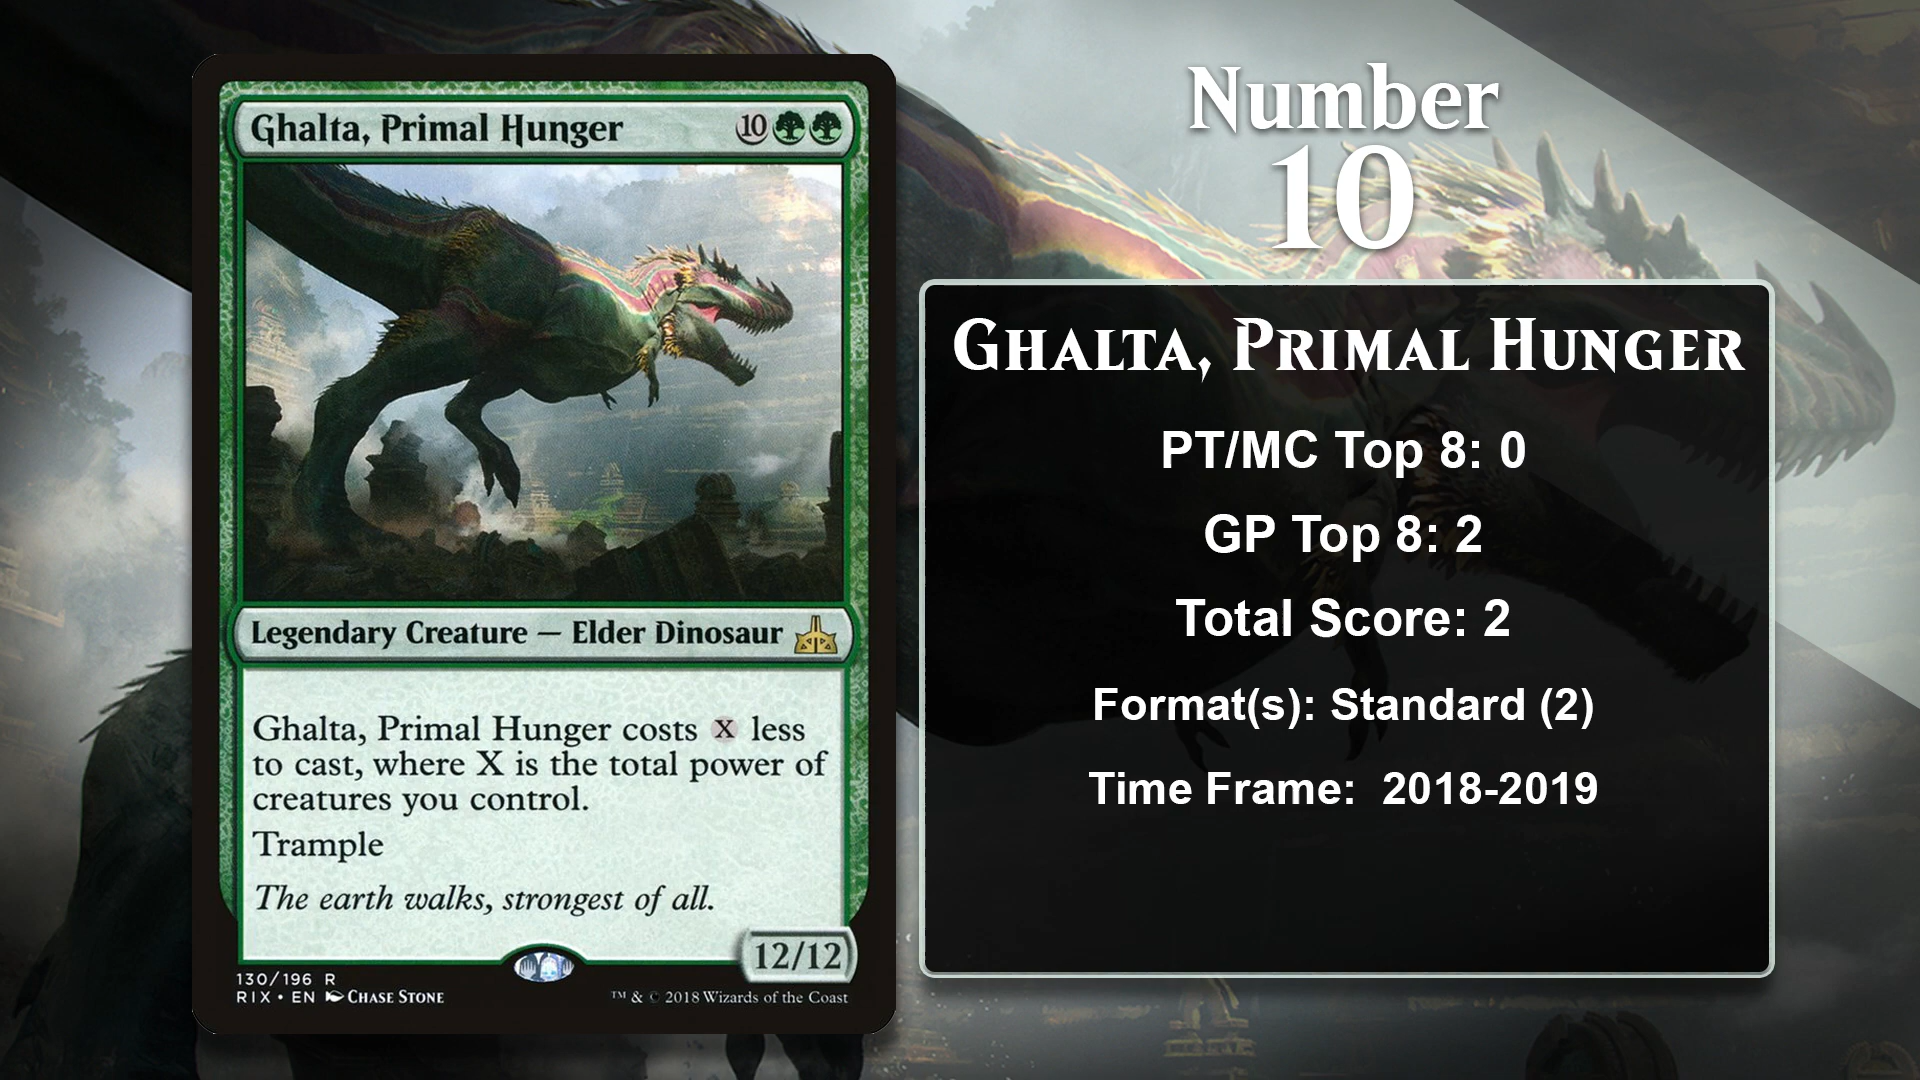 Ghalta, Primal Hunger 10
Legendary Creature — Elder Dinosaur
Ghalta, Primal Hunger costs X less
to cast, where X is the total power of
creatures you control.
Trample
The earth walks, strongest of all.
12/12
130/196 R
RIX • EN Chase Stone
™ & © 2018 Wizards of the Coast
Number
10
Ghalta, Primal Hunger
PT/MC Top 8: 0
GP Top 8: 2
Total Score: 2
Format(s): Standard (2)
Time Frame: 2018-2019